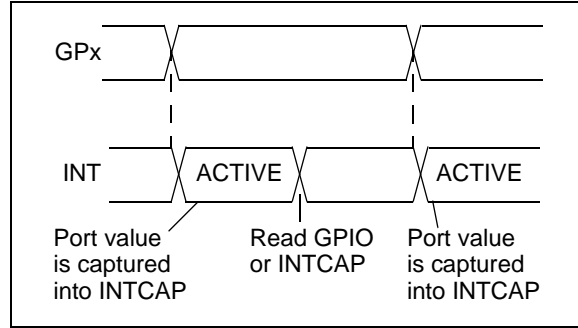 GPx
INT
ACTIVE
ACTIVE
Port value
is captured
into INTCAP
Read GPIO
or INTCAP
Port value
is captured
into INTCAP